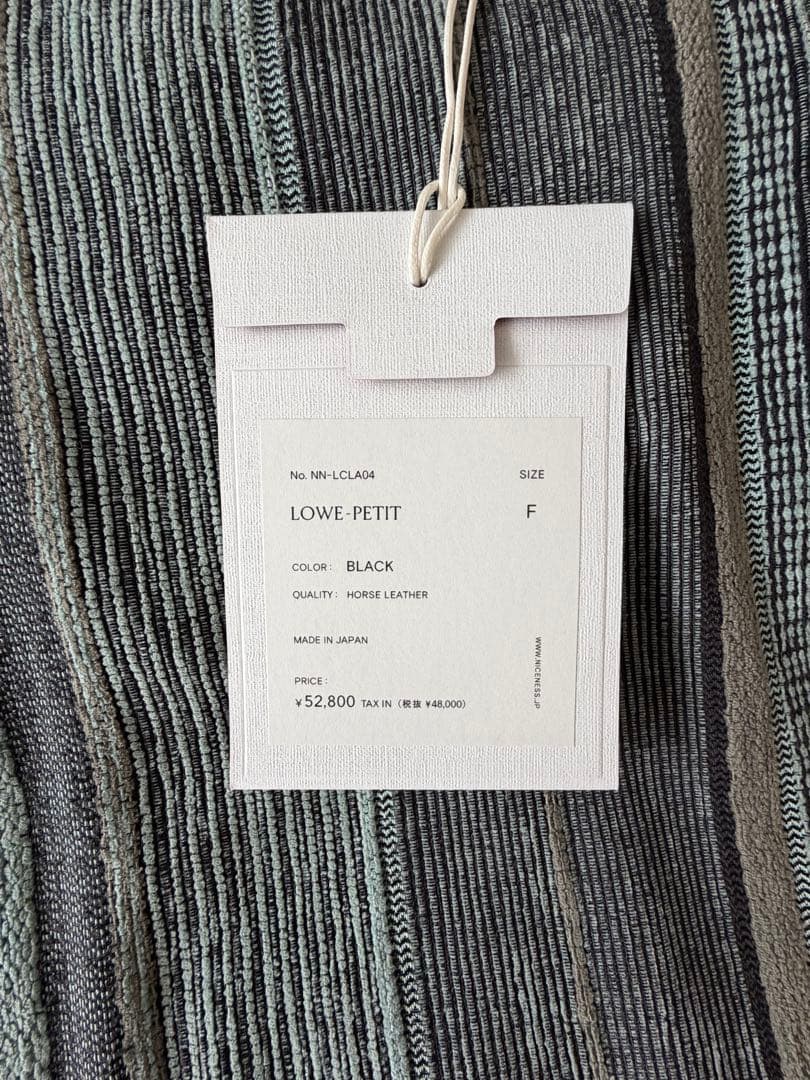 No. NN-LCLA04 SIZE
LOWE-PETIT F
COLOR: BLACK
QUALITY: HORSE LEATHER
MADE IN JAPAN
PRICE:
¥52,800 TAX IN (税抜 ¥48,000)
WWW.NICENESS.JP